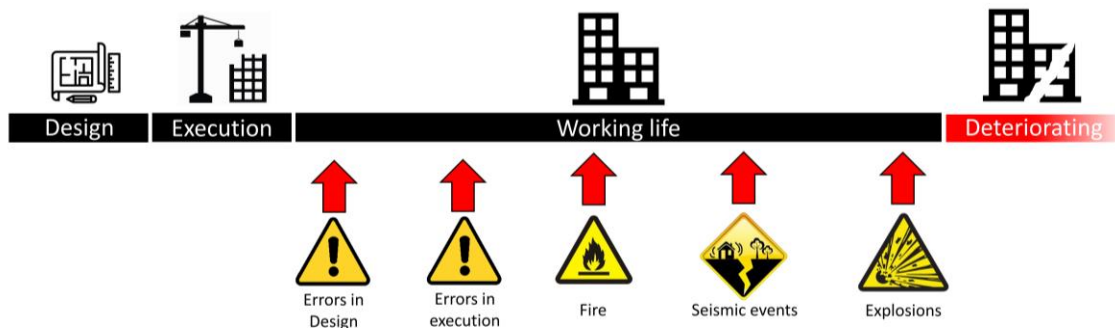 Design
Execution
Working life
Deteriorating
Errors in
Design
Errors in
execution
Fire
Seismic events
Explosions